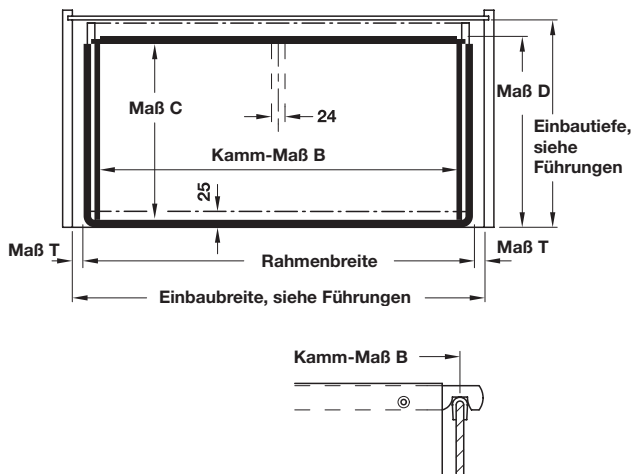 Maß C
24
Maß D
Einbautiefe,
siehe
Führungen
Kamm-Maß B
25
Maß T
Rahmenbreite
Maß T
Einbaubreite, siehe Führungen
Kamm-Maß B